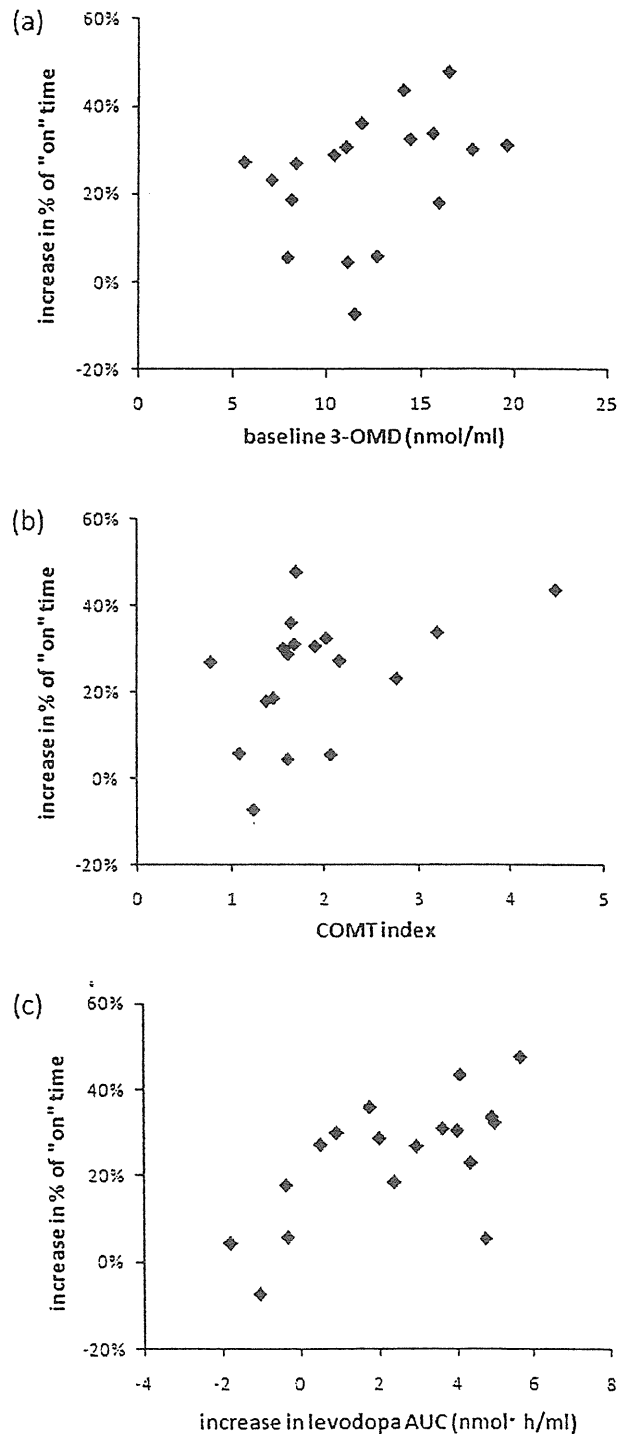 (a)
60%
40%
20%
0%
-20%
increase in % of "on" time
0 5 10 15 20 25
baseline 3-OMD (nmol/ml)
(b)
60%
40%
20%
0%
-20%
increase in % of "on" time
0 1 2 3 4 5
COMT index
(c)
60%
40%
20%
0%
-20%
increase in % of "on" time
-4 -2 0 2 4 6 8
increase in levodopa AUC (nmol· h/ml)